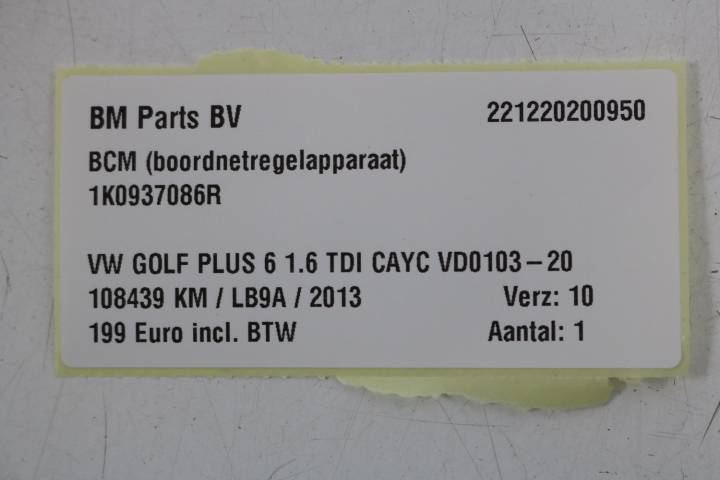 BM Parts BV 221220200950
BCM (boordnetregelapparaat)
1K0937086R
VW GOLF PLUS 6 1.6 TDI CAYC VD0103-20
108439 KM / LB9A / 2013 Verz: 10
199 Euro incl. BTW Aantal: 1